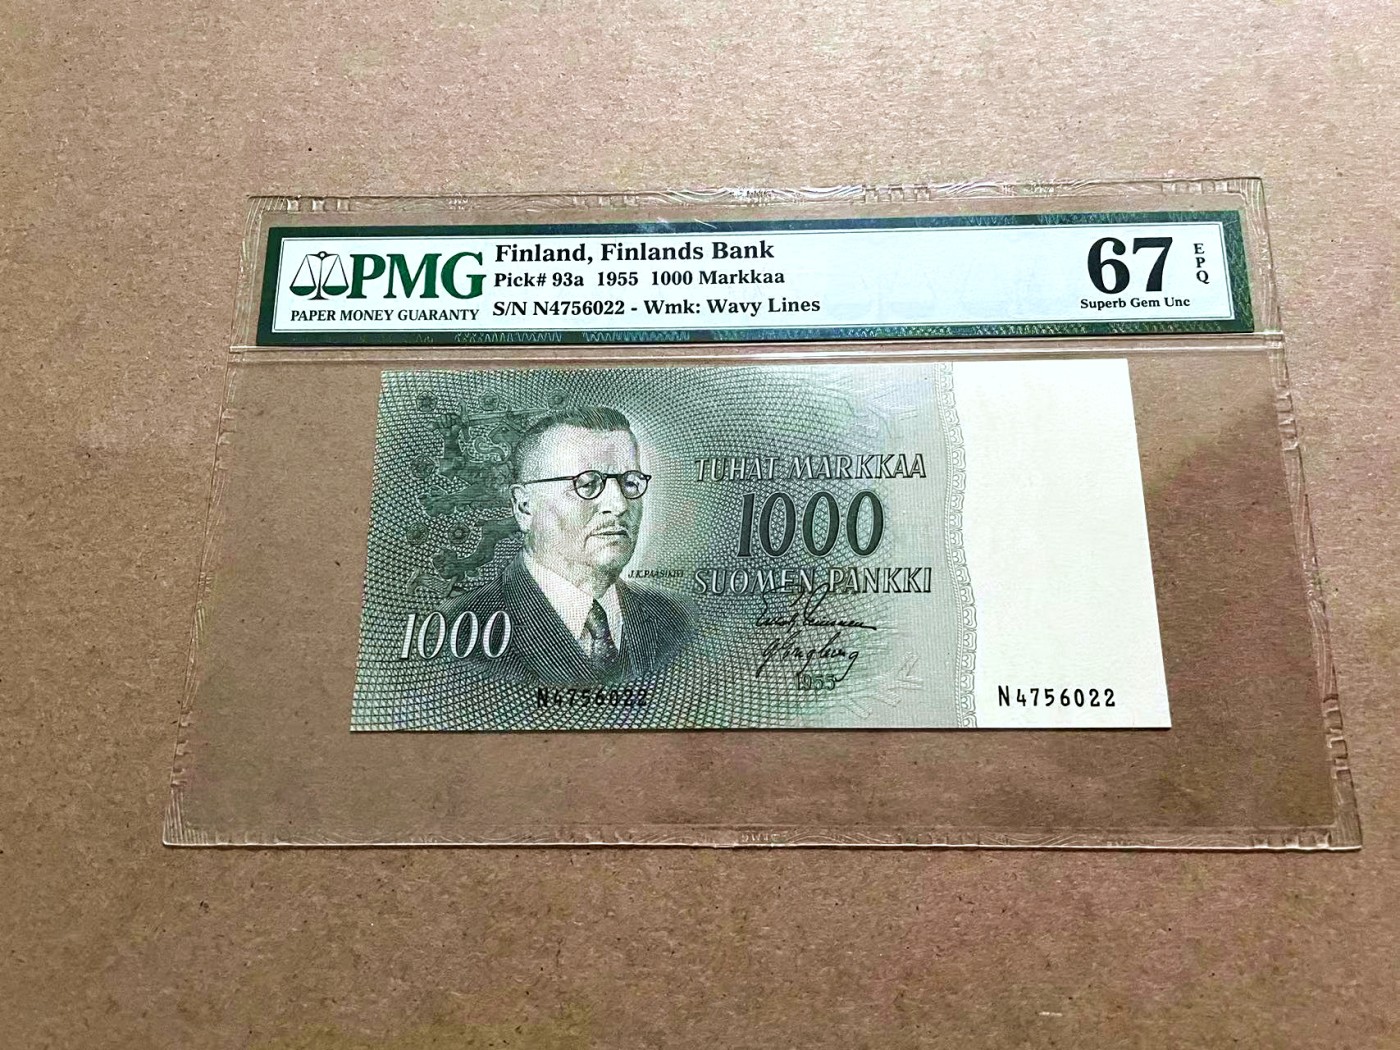 PMG
PAPER MONEY GUARANTY
Finland, Finlands Bank
Pick# 93a 1955 1000 Markkaa
S/N N4756022 - Wmk: Wavy Lines
67
EPQ
Superb Gem Unc
TUHAT MARKKAA
1000
SUOMEN PANKKI
J.K.PAASIKIVI
1000
1955
N4756022
N4756022